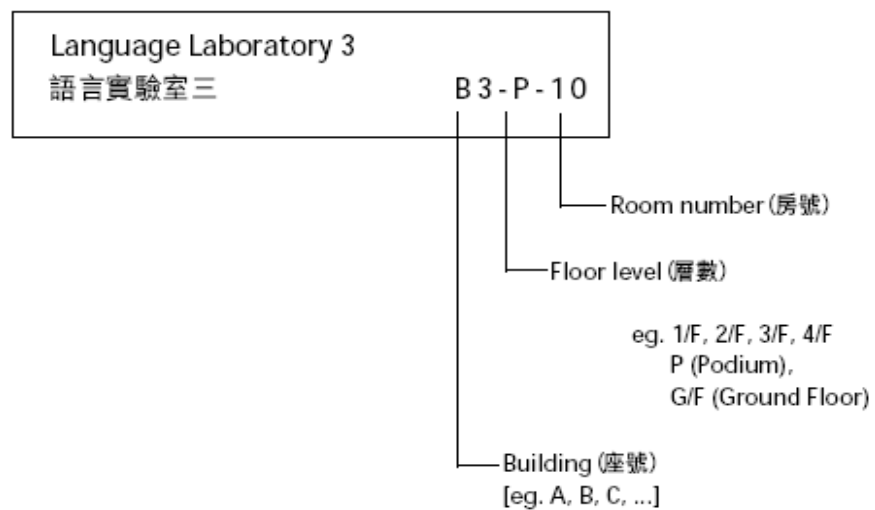 Language Laboratory 3
語言實驗室三 B3-P-10
Room number (房號)
Floor level (層數)
eg. 1/F, 2/F, 3/F, 4/F
P (Podium),
G/F (Ground Floor)
Building (座號)
[eg. A, B, C, ...]